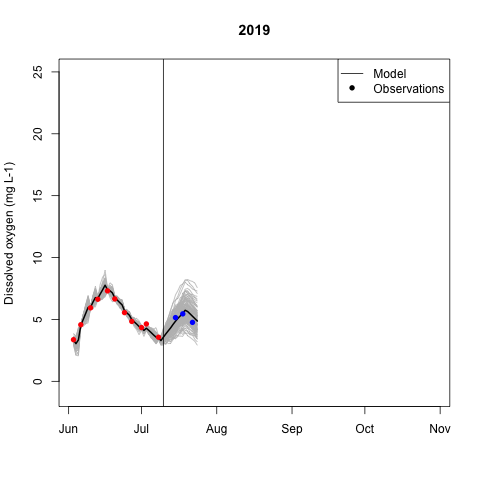 2019
Model
Observations
Dissolved oxygen (mg L-1)
25
20
15
10
5
0
Jun Jul Aug Sep Oct Nov